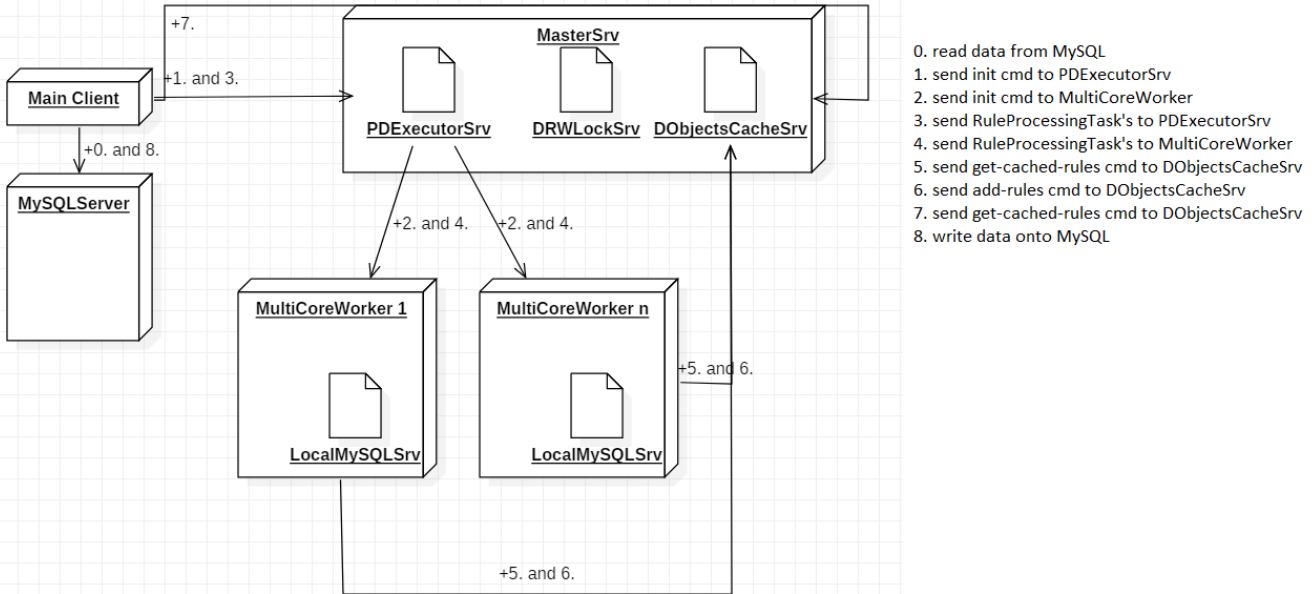 +7.
MasterSrv
+1. and 3.
Main Client
PDExecutorSrv
DRWLockSrv
DObjectsCacheSrv
+0. and 8.
MySQLServer
+2. and 4.
+2. and 4.
MultiCoreWorker 1
MultiCoreWorker n
+5. and 6.
LocalMySQLSrv
LocalMySQLSrv
+5. and 6.
0. read data from MySQL
1. send init cmd to PDExecutorSrv
2. send init cmd to MultiCoreWorker
3. send RuleProcessingTask's to PDExecutorSrv
4. send RuleProcessingTask's to MultiCoreWorker
5. send get-cached-rules cmd to DObjectsCacheSrv
6. send add-rules cmd to DObjectsCacheSrv
7. send get-cached-rules cmd to DObjectsCacheSrv
8. write data onto MySQL